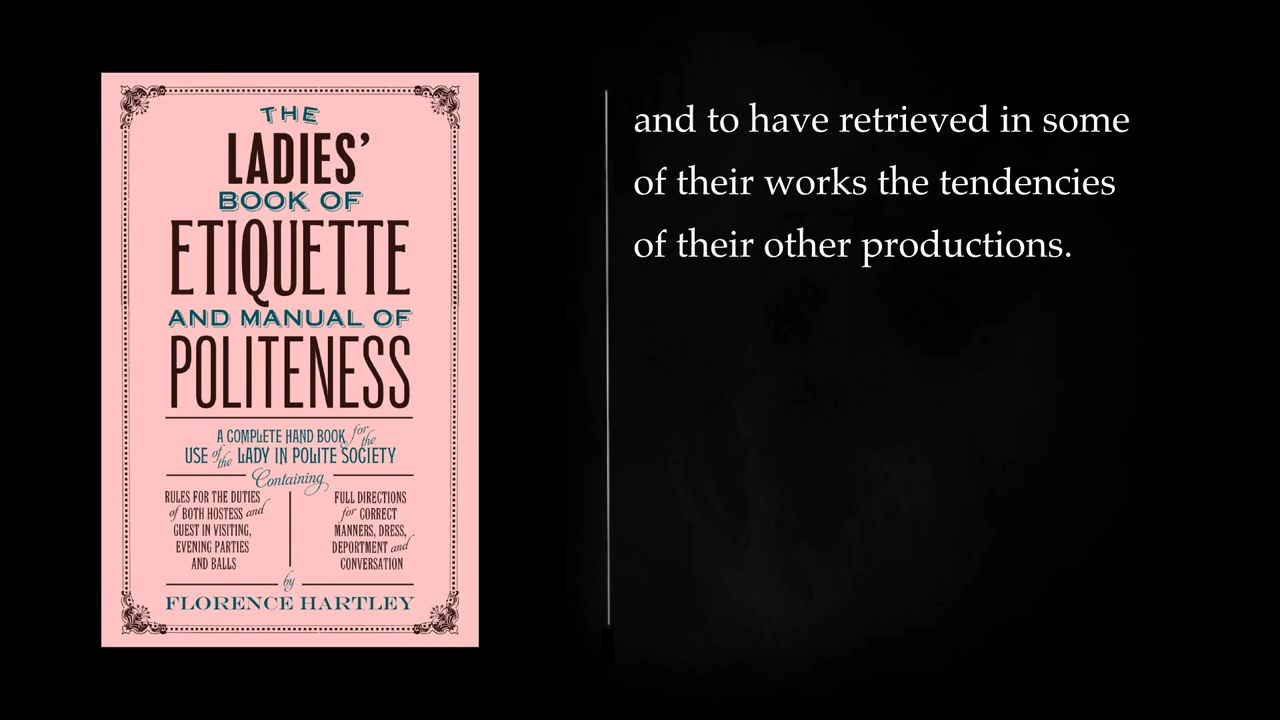 THE
LADIES'
BOOK OF
ETIQUETTE
AND MANUAL OF
POLITENESS
A COMPLETE HAND BOOK for the
USE of the LADY IN POLITE SOCIETY
Containing
RULES FOR THE DUTIES
of BOTH HOSTESS and
GUEST IN VISITING,
EVENING PARTIES
AND BALLS
FULL DIRECTIONS
for CORRECT
MANNERS, DRESS,
DEPORTMENT and
CONVERSATION
by
FLORENCE HARTLEY
and to have retrieved in some
of their works the tendencies
of their other productions.